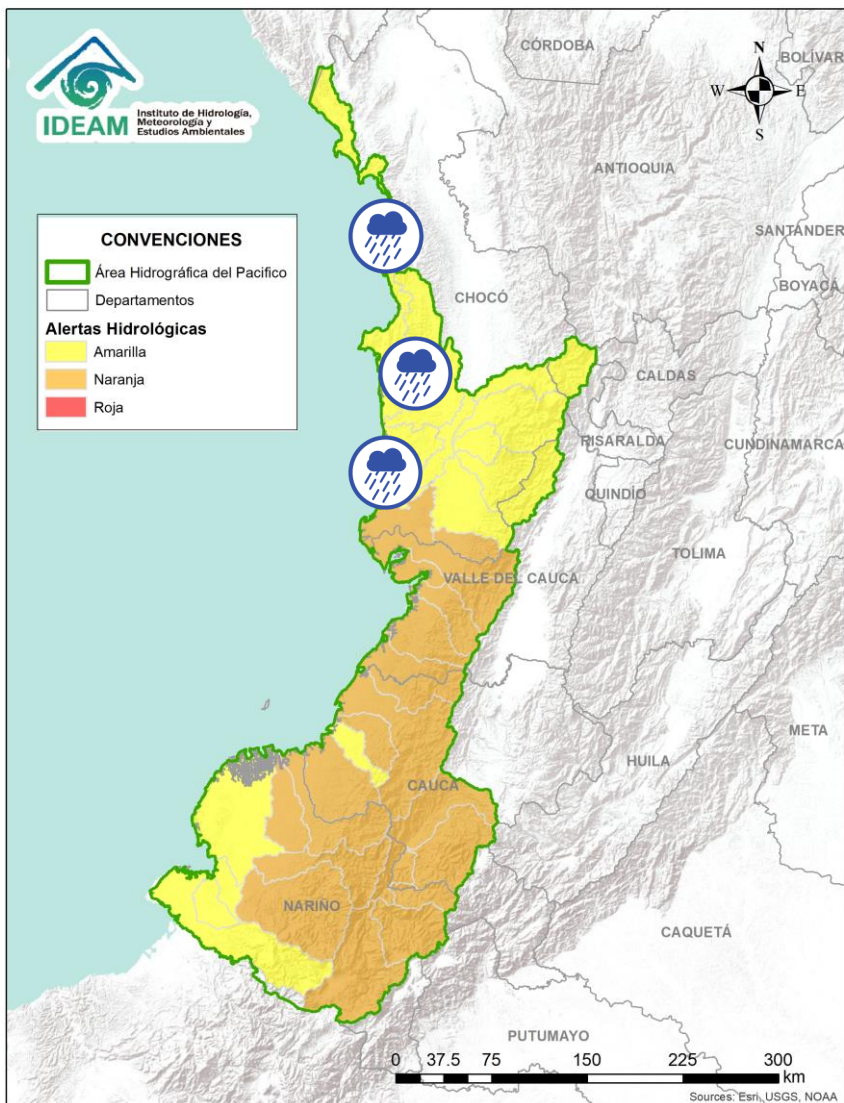 IDEAM
Instituto de Hidrología,
Meteorología y
Estudios Ambientales
CONVENCIONES
Área Hidrográfica del Pacifico
Departamentos
Alertas Hidrológicas
Amarilla
Naranja
Roja
N
W E
S
CÓRDOBA
BOLÍVAR
ANTIOQUIA
SANTANDER
BOYACÁ
CHOCÓ
CALDAS
RISARALDA
CUNDINAMARCA
QUINDÍO
TOLIMA
VALLE DEL CAUCA
META
HUILA
CAUCA
NARIÑO
CAQUETÁ
PUTUMAYO
0 37.5 75 150 225 300
km
Sources: Esri, USGS, NOAA